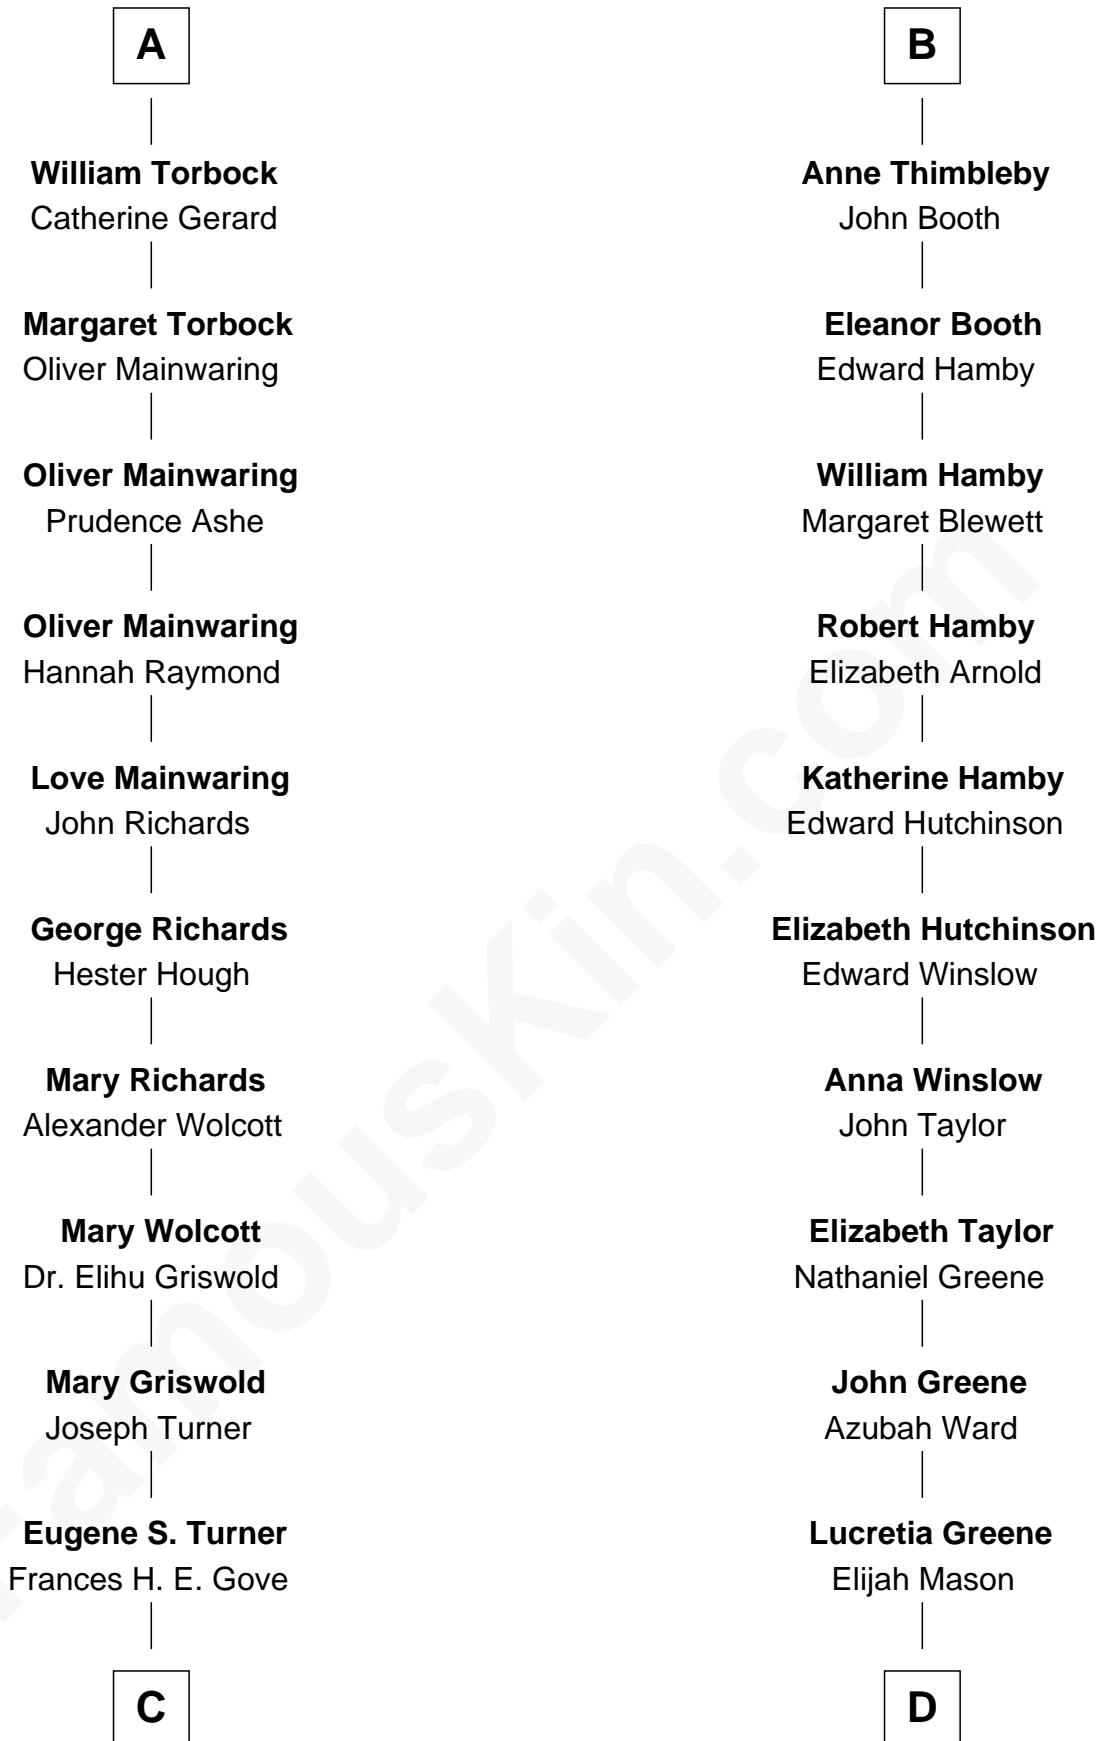 A
William Torbock
Catherine Gerard
Margaret Torbock
Oliver Mainwaring
Oliver Mainwaring
Prudence Ashe
Oliver Mainwaring
Hannah Raymond
Love Mainwaring
John Richards
George Richards
Hester Hough
Mary Richards
Alexander Wolcott
Mary Wolcott
Dr. Elihu Griswold
Mary Griswold
Joseph Turner
Eugene S. Turner
Frances H. E. Gove
C
B
Anne Thimbleby
John Booth
Eleanor Booth
Edward Hamby
William Hamby
Margaret Blewett
Robert Hamby
Elizabeth Arnold
Katherine Hamby
Edward Hutchinson
Elizabeth Hutchinson
Edward Winslow
Anna Winslow
John Taylor
Elizabeth Taylor
Nathaniel Greene
John Greene
Azubah Ward
Lucretia Greene
Elijah Mason
D
FamousKin.com